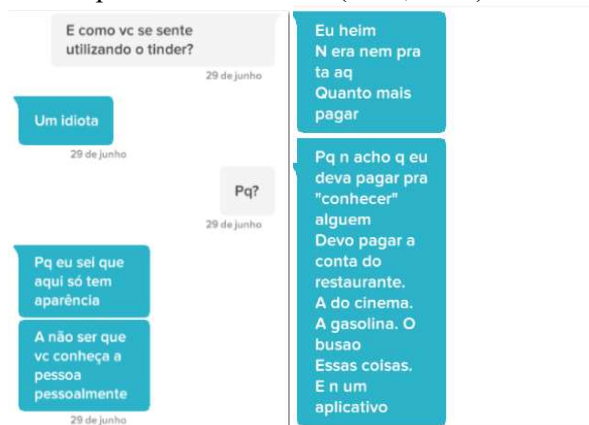 E como vc se sente
utilizando o tinder?
29 de junho
Um idiota
29 de junho
Pq?
29 de junho
Pq eu sei que
aqui só tem
aparência
A não ser que
vc conheça a
pessoa
pessoalmente
29 de junho
Eu heim
N era nem pra
ta aq
Quanto mais
pagar
Pq n acho q eu
deva pagar pra
"conhecer"
alguem
Devo pagar a
conta do
restaurante.
A do cinema.
A gasolina. O
busao
Essas coisas.
E n um
aplicativo